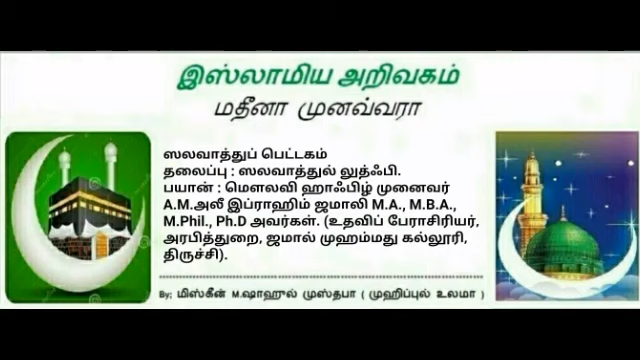 இஸ்லாமிய அறிவகம்
மதீனா முனவ்வரா
ஸலவாத்துப் பெட்டகம்
தலைப்பு : ஸலவாத்துல் லுத்ஃபி.
பயான் : மௌலவி ஹாஃபிழ் முனைவர்
A.M.அலீ இப்ராஹிம் ஜமாலி M.A., M.B.A.,
M.Phil., Ph.D அவர்கள். (உதவிப் பேராசிரியர்,
அரபித்துறை, ஜமால் முஹம்மது கல்லூரி,
திருச்சி).
By; மிஸ்கீன் M.ஷாஹுல் முஸ்தபா ( முஹிப்புல் உலமா )